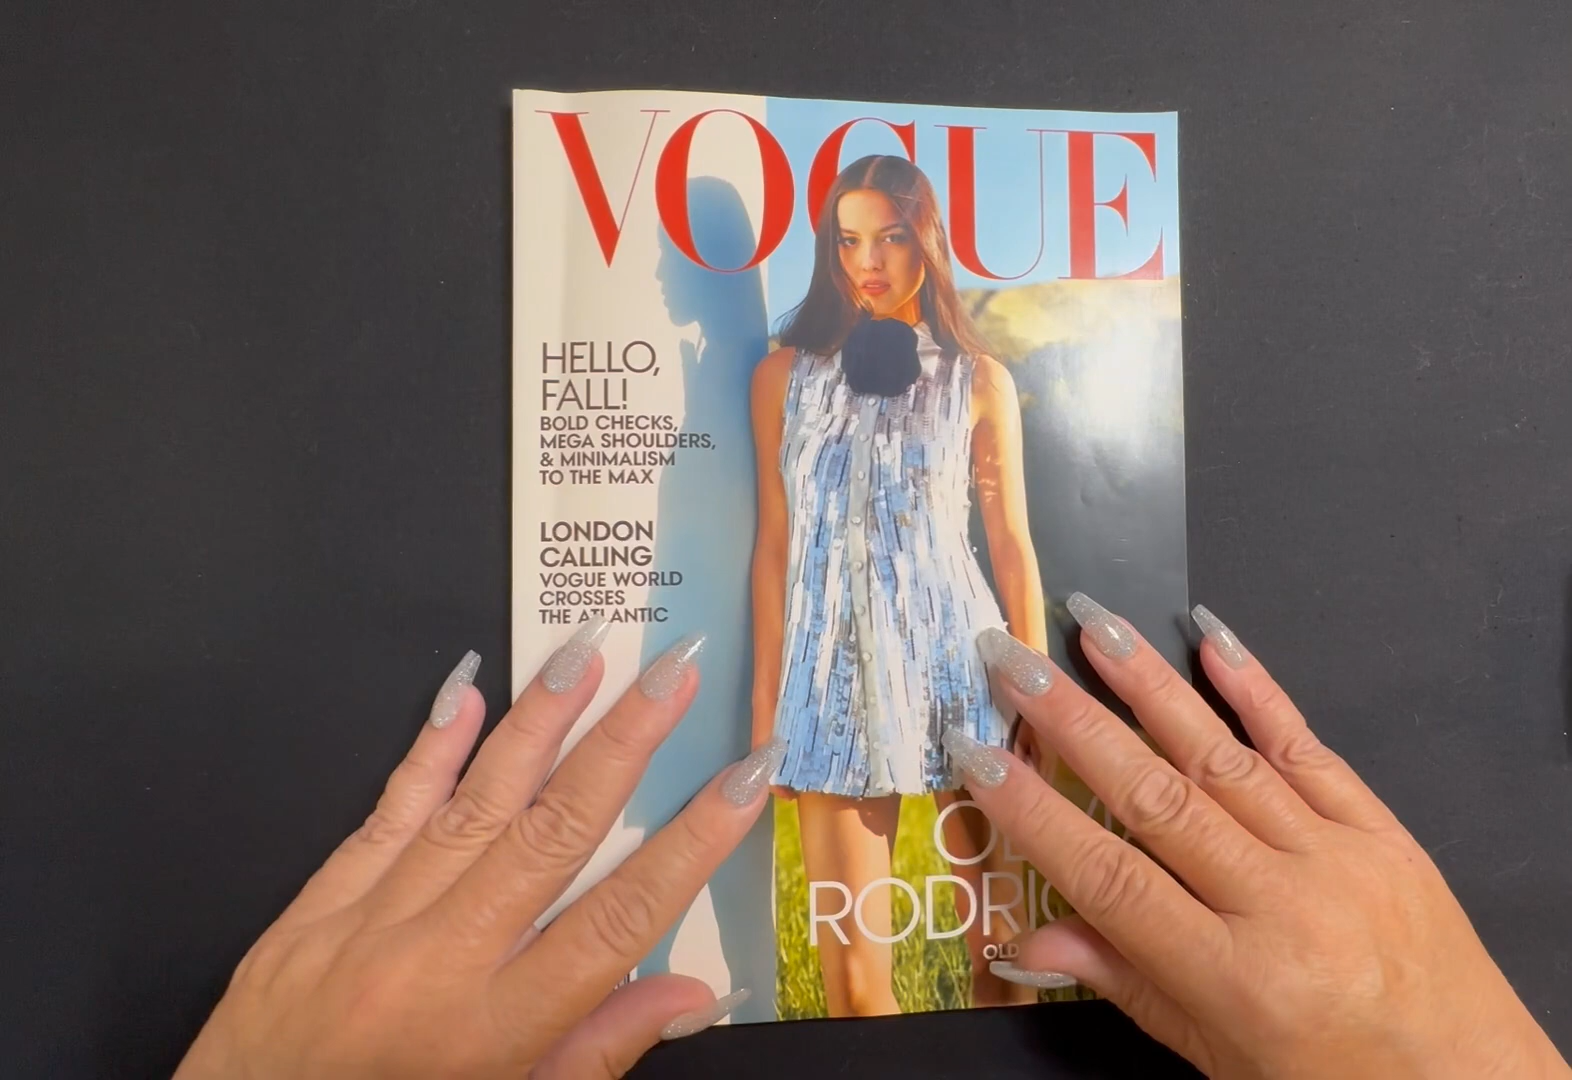 VOGUE
HELLO,
FALL!
BOLD CHECKS,
MEGA SHOULDERS,
& MINIMALISM
TO THE MAX
LONDON
CALLING
VOGUE WORLD
CROSSES
THE ATLANTIC